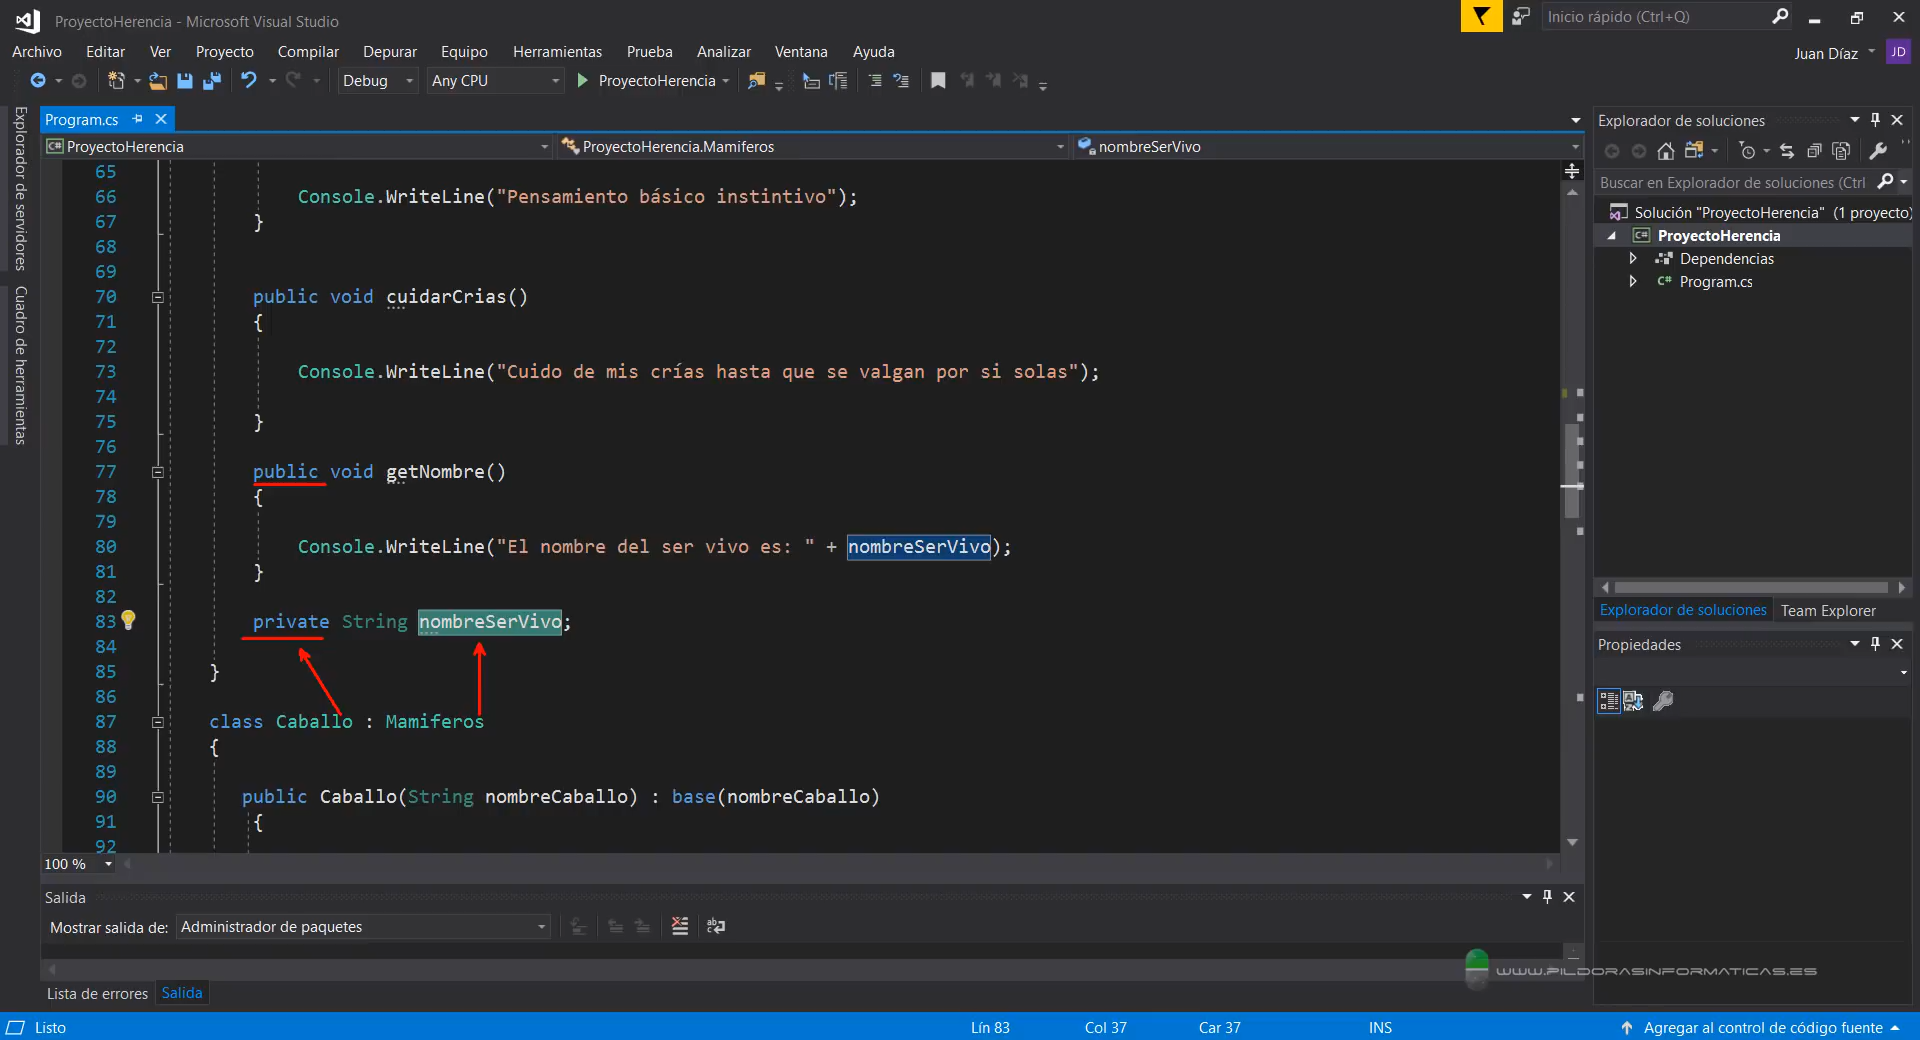 ProyectoHerencia - Microsoft Visual Studio
Inicio rápido (Ctrl+Q)
Archivo Editar Ver Proyecto Compilar Depurar Equipo Herramientas Prueba Analizar Ventana Ayuda
Juan Díaz JD
Debug Any CPU ProyectoHerencia
Explorador de servidores
Cuadro de herramientas
Program.cs
ProyectoHerencia ProyectoHerencia.Mamiferos nombreSerVivo
65
66 Console.WriteLine("Pensamiento básico instintivo");
67 }
68
69
70 public void cuidarCrias()
71 {
72
73 Console.WriteLine("Cuido de mis crías hasta que se valgan por si solas");
74
75 }
76
77 public void getNombre()
78 {
79
80 Console.WriteLine("El nombre del ser vivo es: " + nombreSerVivo);
81 }
82
83 private String nombreSerVivo;
84
85 }
86
87 class Caballo : Mamiferos
88 {
89
90 public Caballo(String nombreCaballo) : base(nombreCaballo)
91 {
92
100 %
Salida
Mostrar salida de: Administrador de paquetes
Lista de errores Salida
Explorador de soluciones
Buscar en Explorador de soluciones (Ctrl
Solución "ProyectoHerencia" (1 proyecto)
C# ProyectoHerencia
Dependencias
C# Program.cs
Explorador de soluciones Team Explorer
Propiedades
WWW.PILDORASINFORMATICAS.ES
Listo Lín 83 Col 37 Car 37 INS Agregar al control de código fuente